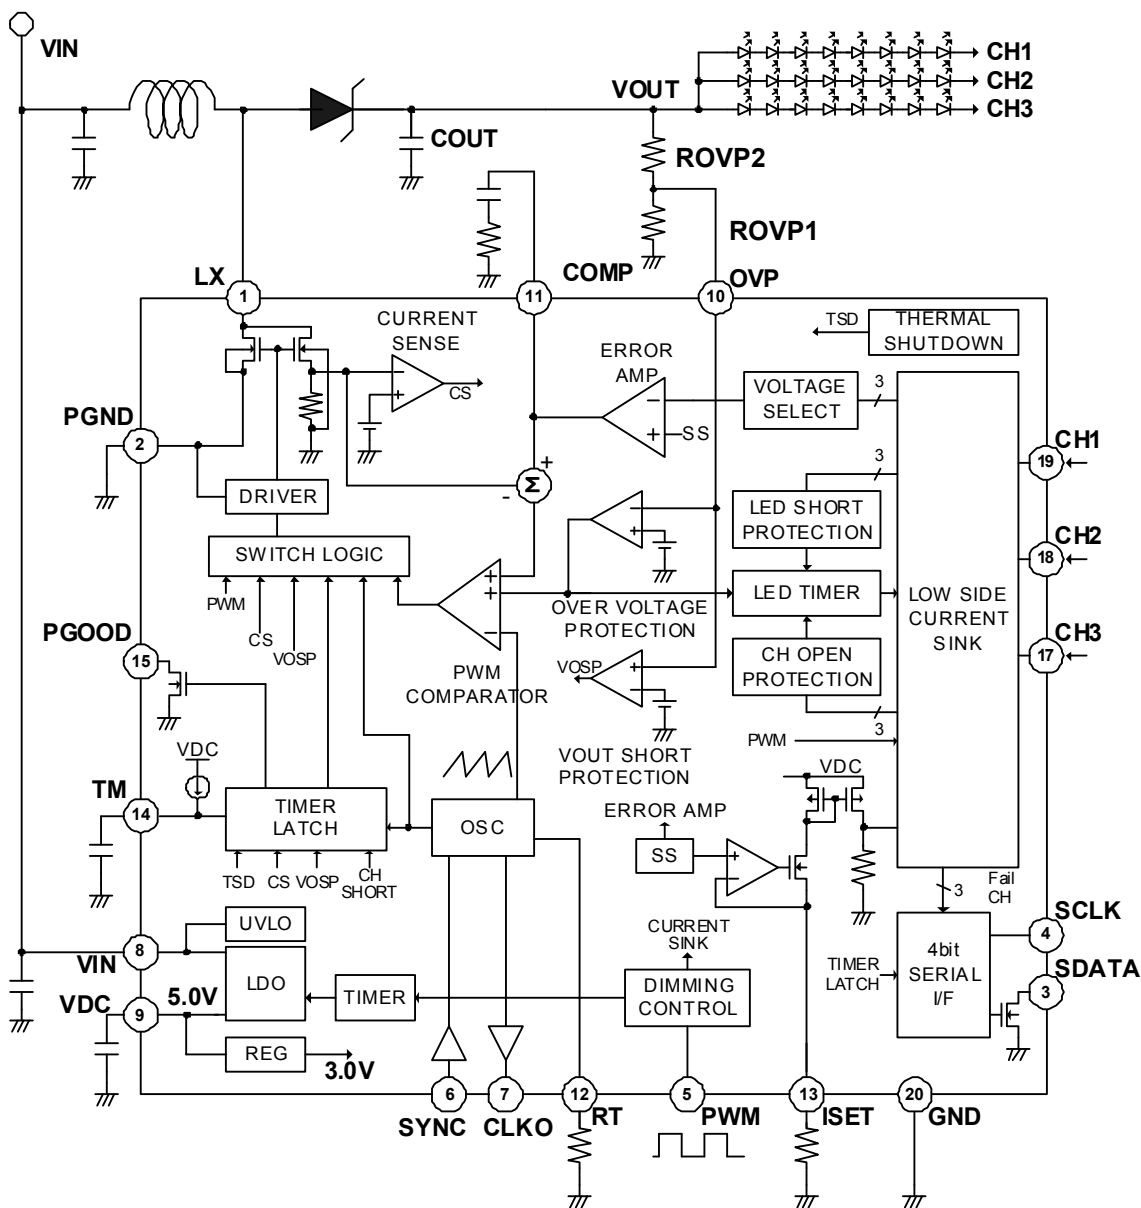 VIN
VOUT
CH1
CH2
CH3
COUT
ROVP2
ROVP1
LX
COMP
OVP
1
11
10
CURRENT
SENSE
CS
TSD
THERMAL
SHUTDOWN
ERROR
AMP
SS
VOLTAGE
SELECT
3
PGND
2
Σ
+
-
DRIVER
SWITCH LOGIC
PWM
CS
VOSP
3
LED SHORT
PROTECTION
LED TIMER
CH OPEN
PROTECTION
3
PWM
LOW SIDE
CURRENT
SINK
CH1
19
CH2
18
CH3
17
OVER VOLTAGE
PROTECTION
PWM
COMPARATOR
VOSP
VOUT SHORT
PROTECTION
PGOOD
15
VDC
TM
14
TIMER
LATCH
TSD
CS
VOSP
CH
SHORT
OSC
ERROR AMP
SS
VDC
3
Fail
CH
UVLO
8
VIN
LDO
5.0V
VDC
9
REG
3.0V
TIMER
CURRENT
SINK
DIMMING
CONTROL
TIMER
LATCH
4bit
SERIAL
I/F
SCLK
4
SDATA
3
6
SYNC
7
CLKO
12
RT
5
PWM
13
ISET
20
GND